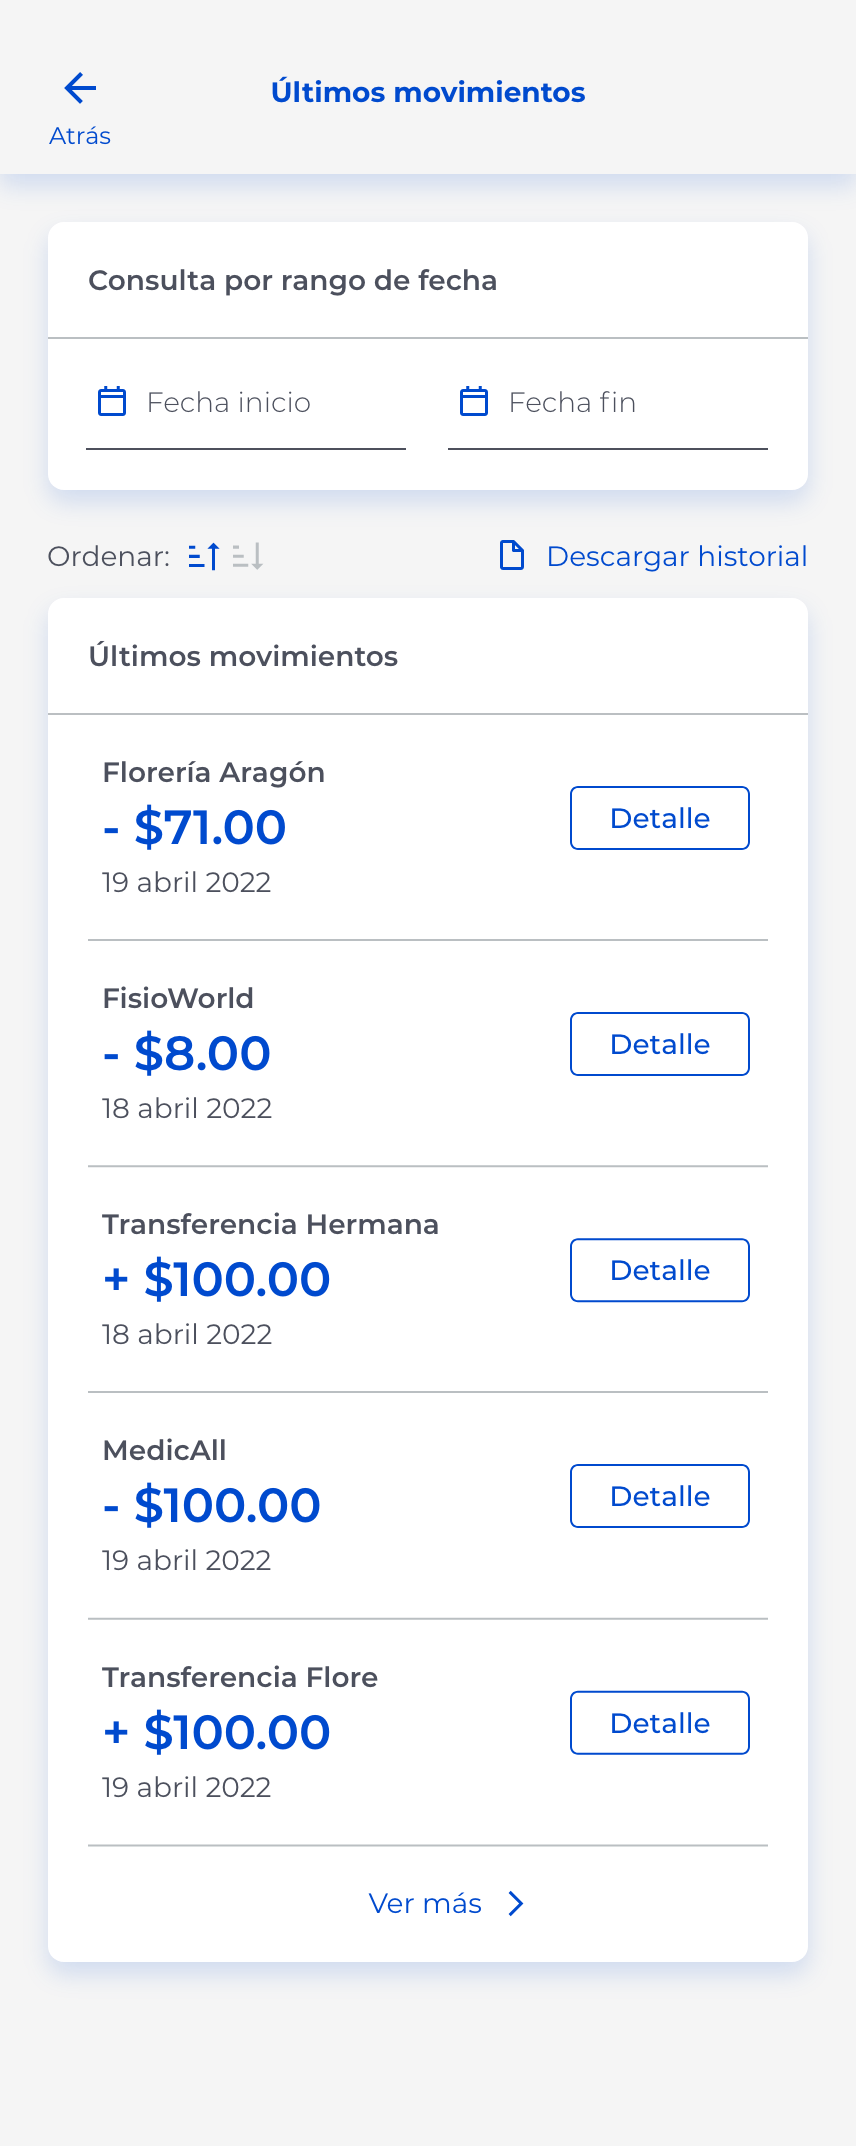 Últimos movimientos
Atrás
Consulta por rango de fecha
Fecha inicio
Fecha fin
Ordenar:
Descargar historial
Últimos movimientos
Florería Aragón
- $71.00
19 abril 2022
Detalle
FisioWorld
- $8.00
18 abril 2022
Detalle
Transferencia Hermana
+ $100.00
18 abril 2022
Detalle
MedicAll
- $100.00
19 abril 2022
Detalle
Transferencia Flore
+ $100.00
19 abril 2022
Detalle
Ver más